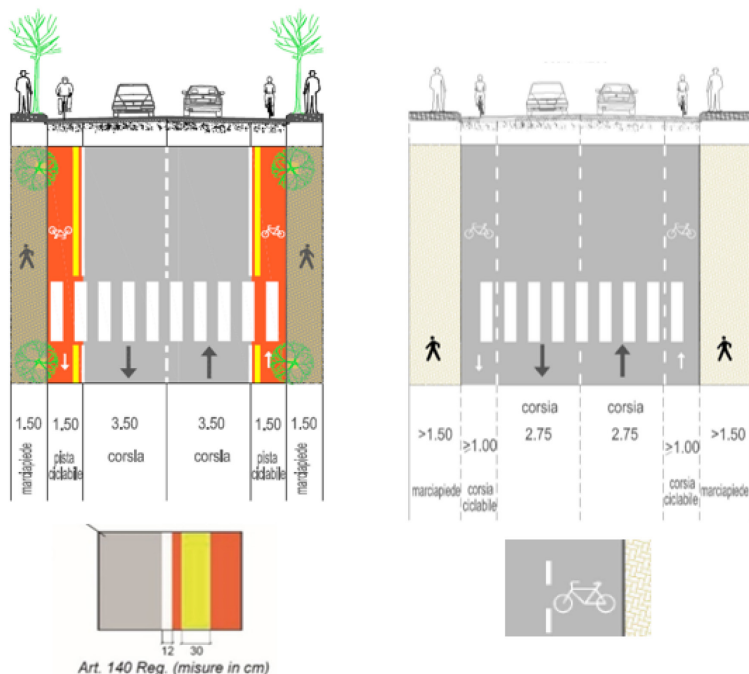 1.50
1.50
3.50
3.50
1.50
1.50
marciapiede
pista
ciclabile
corsia
corsia
pista
ciclabile
marciapiede
12
30
Art. 140 Reg. (misure in cm)
>1.50
≥1.00
corsia
2.75
corsia
2.75
≥1.00
>1.50
marciapiede
corsia
ciclabile
corsia
ciclabile
marciapiede